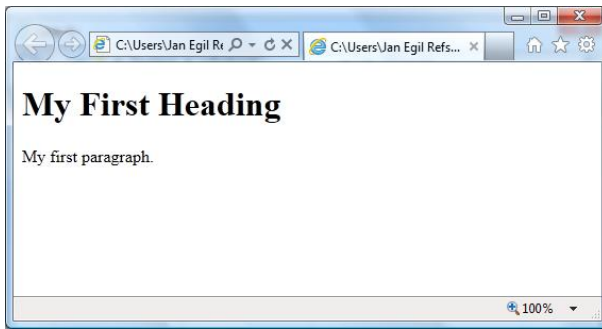 C:\Users\Jan Egil Re
C:\Users\Jan Egil Refs...
My First Heading
My first paragraph.
100%